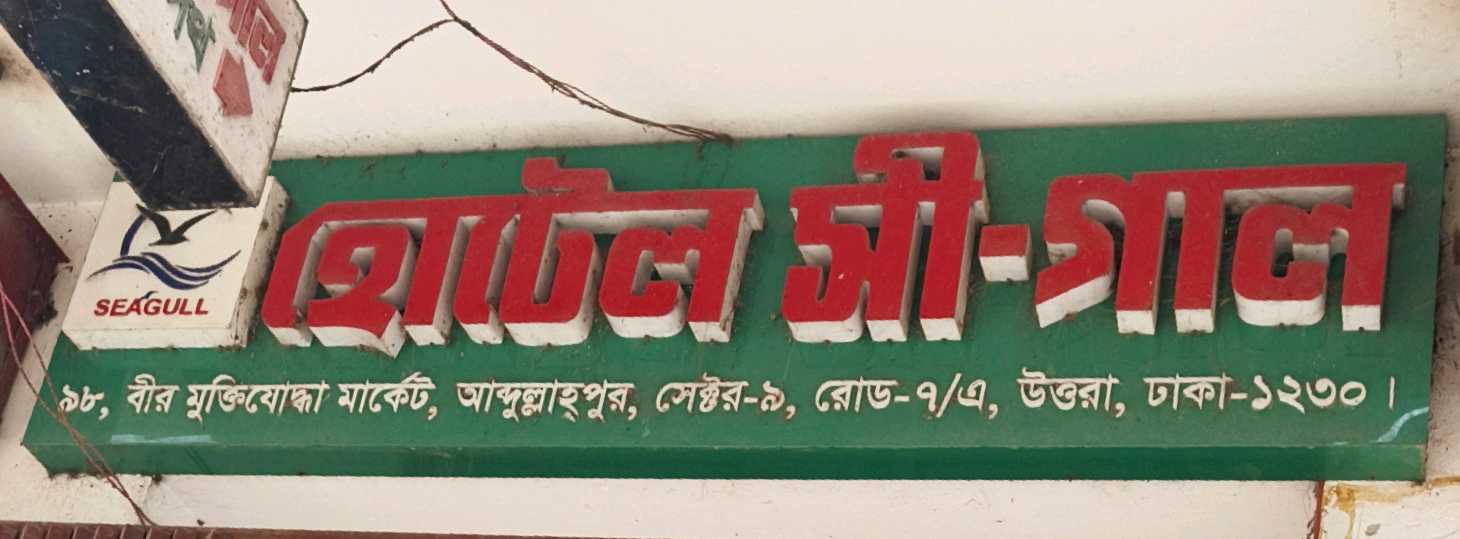 হোটেল সী-গাল
SEAGULL
৯৮, বীর মুক্তিযোদ্ধা মার্কেট, আব্দুল্লাহ্পুর, সেক্টর-৯, রোড-৭/এ, উত্তরা, ঢাকা-১২৩০।